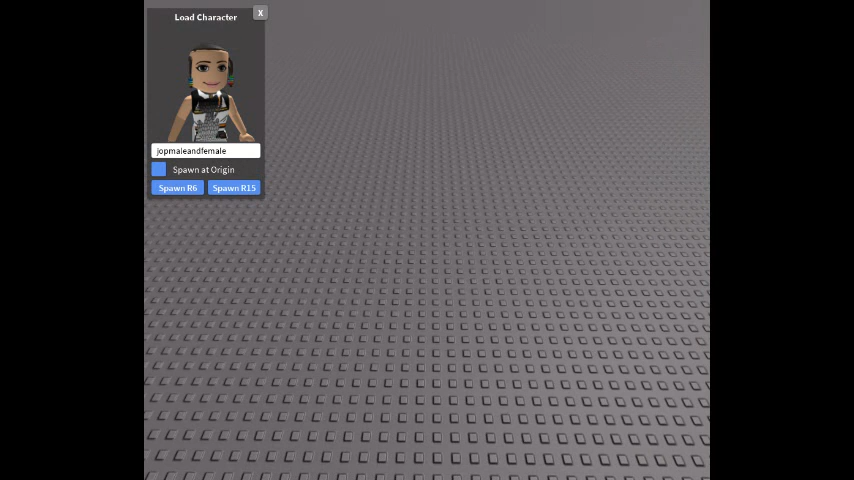 Load Character
X
jopmaleandfemale
Spawn at Origin
Spawn R6
Spawn R15